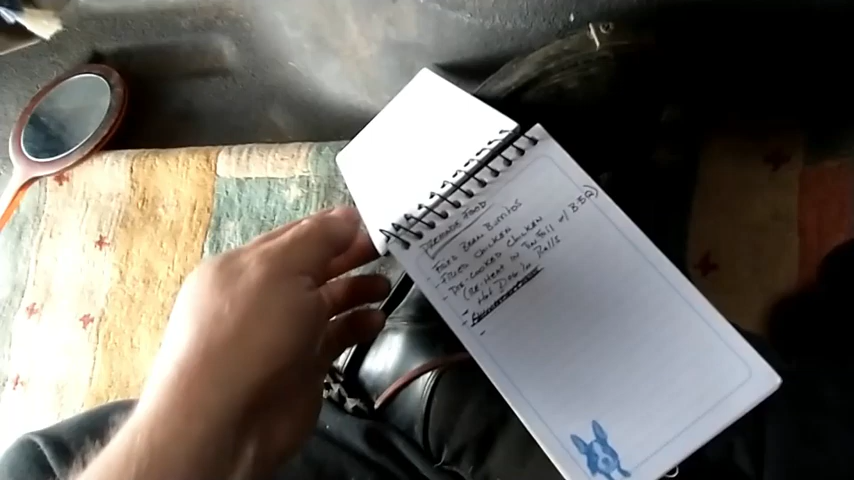 PREMADE FOOD
- FRIED BEAN BURRITOS
- FRIED CHICKEN
- PRE-COOKED CHICKEN
(RE-HEAT IN TIN FOIL W/ BBQ)
- HOT DOG IN ROLLS
-
-